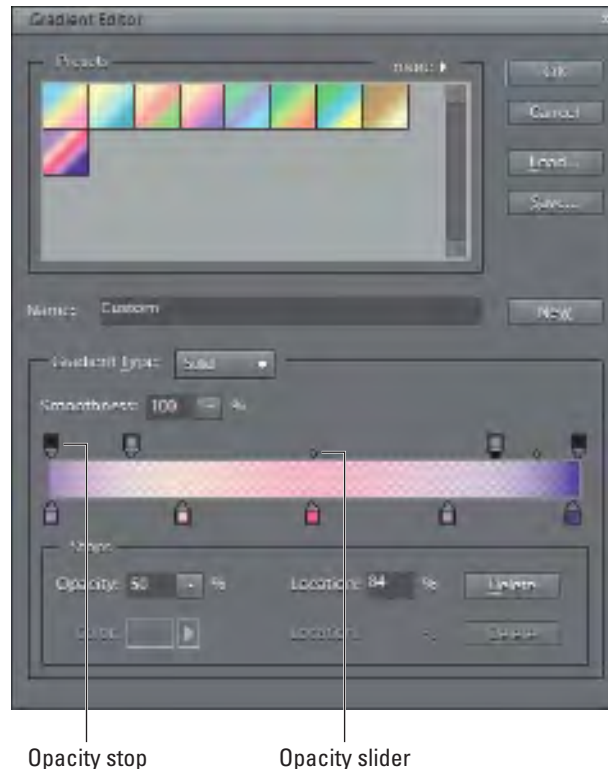 Gradient Editor
Presets
more
OK
Cancel
Load...
Save...
Name: Custom
New
Gradient Type: Solid
Smoothness: 100 %
Stops
Opacity: 50 % Location: 84 % Delete
Color: Location: % Delete
Opacity stop Opacity slider